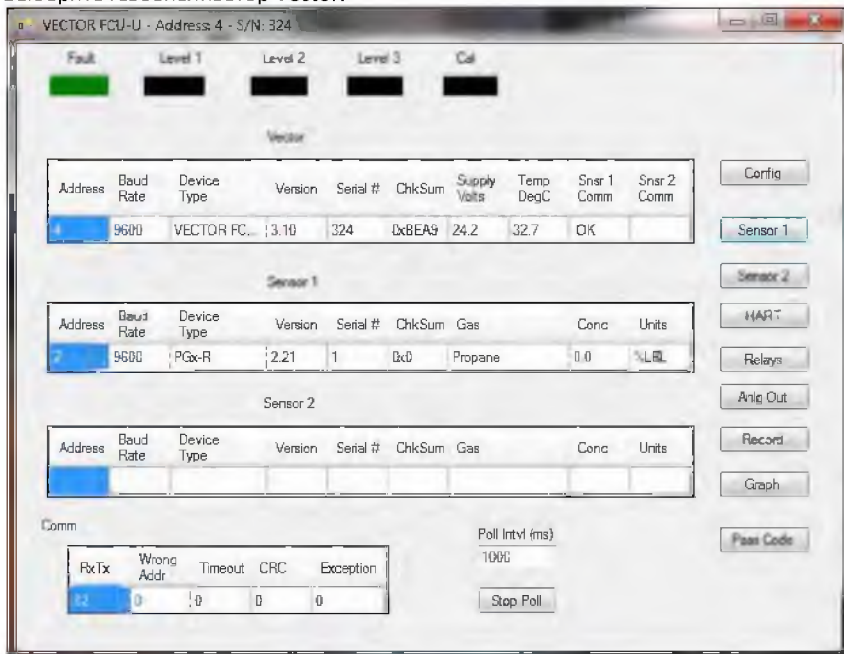 VECTOR FCU-U - Address: 4 - S/N: 324
Fault Level 1 Level 2 Level 3 Cal
Vector
Address Baud Rate Device Type Version Serial # ChkSum Supply Volts Temp DegC Snsr 1 Comm Snsr 2 Comm
4 9600 VECTOR FC... 3.10 324 0xBEA9 24.2 32.7 OK
Config
Sensor 1
Sensor 1
Sensor 2
Address Baud Rate Device Type Version Serial # ChkSum Gas Conc Units
2 9600 PGx-R 2.21 1 0x0 Propane 0.0 %LEL
HART
Relays
Sensor 2
Anlg Out
Address Baud Rate Device Type Version Serial # ChkSum Gas Conc Units
Record
Graph
Comm
Poll Intvl (ms)
1000
Pass Code
RxTx Wrong Addr Timeout CRC Exception
0 0 0 0
Stop Poll